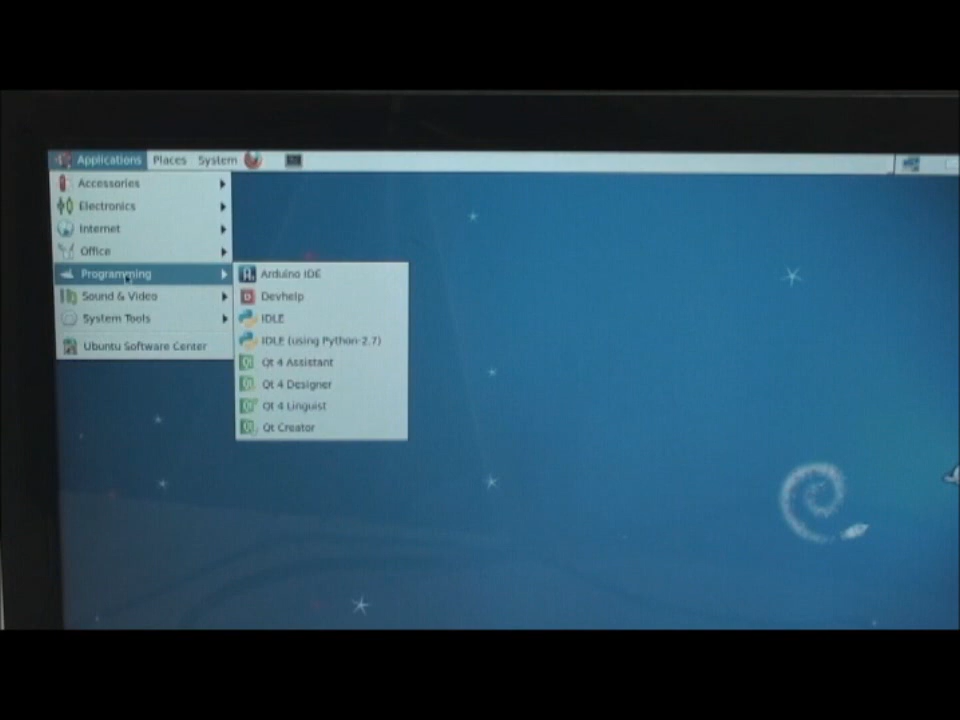 Applications Places System
Accessories
Electronics
Internet
Office
Programming
Sound & Video
System Tools
Ubuntu Software Center
Arduino IDE
Devhelp
IDLE
IDLE (using Python-2.7)
Qt 4 Assistant
Qt 4 Designer
Qt 4 Linguist
Qt Creator